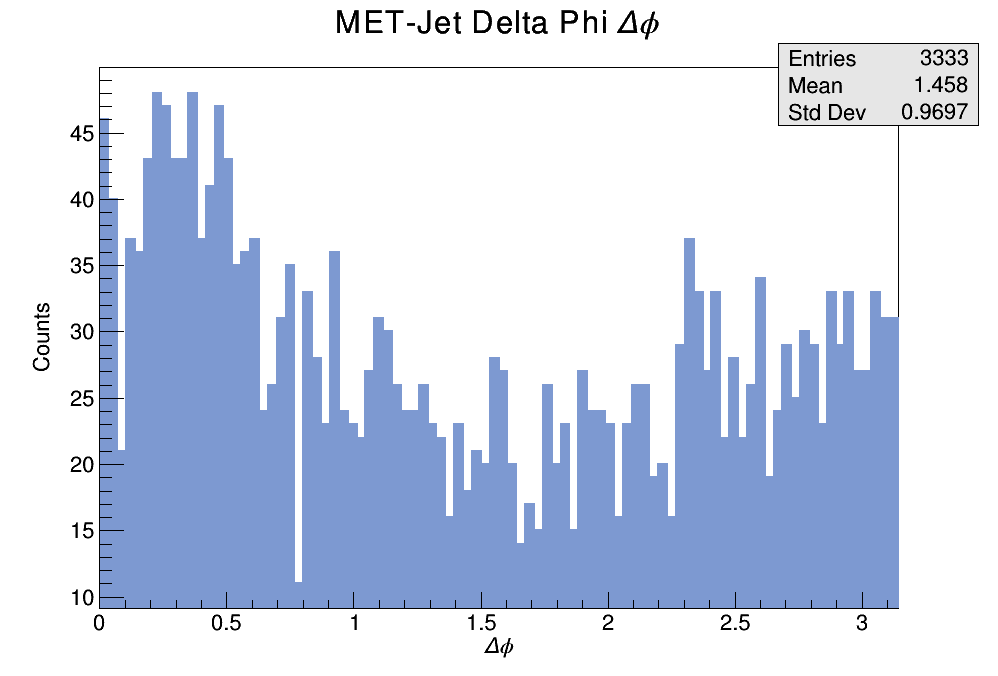 MET-Jet Delta Phi Δϕ
Entries 3333
Mean 1.458
Std Dev 0.9697
45
40
35
30
25
20
15
10
Counts
0 0.5 1 1.5 2 2.5 3
Δϕ